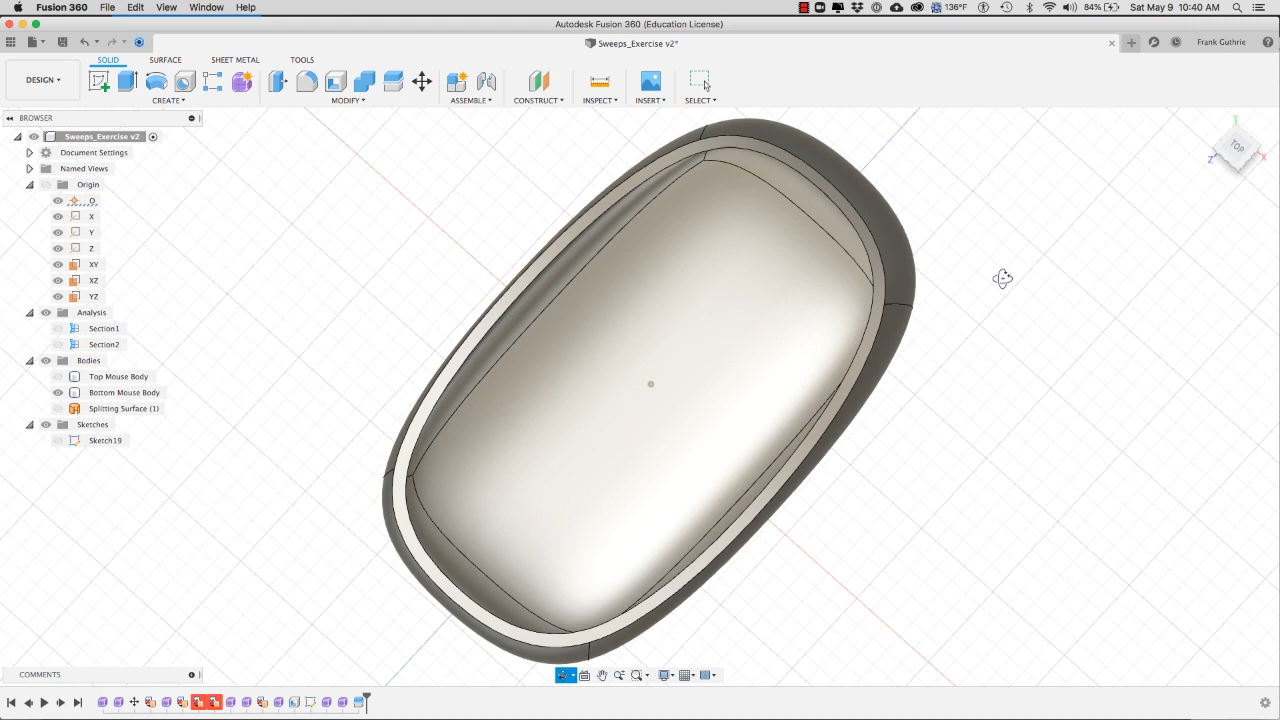 Fusion 360 File Edit View Window Help 136°F 84% Sat May 9 10:40 AM
Autodesk Fusion 360 (Education License)
Sweeps_Exercise v2* Frank Guthrie
DESIGN SOLID SURFACE SHEET METAL TOOLS
CREATE MODIFY ASSEMBLE CONSTRUCT INSPECT INSERT SELECT
BROWSER
Sweeps_Exercise v2
Document Settings
Named Views
Origin
O
X
Y
Z
XY
XZ
YZ
Analysis
Section1
Section2
Bodies
Top Mouse Body
Bottom Mouse Body
Splitting Surface (1)
Sketches
Sketch19
Y
TOP
Z X
COMMENTS